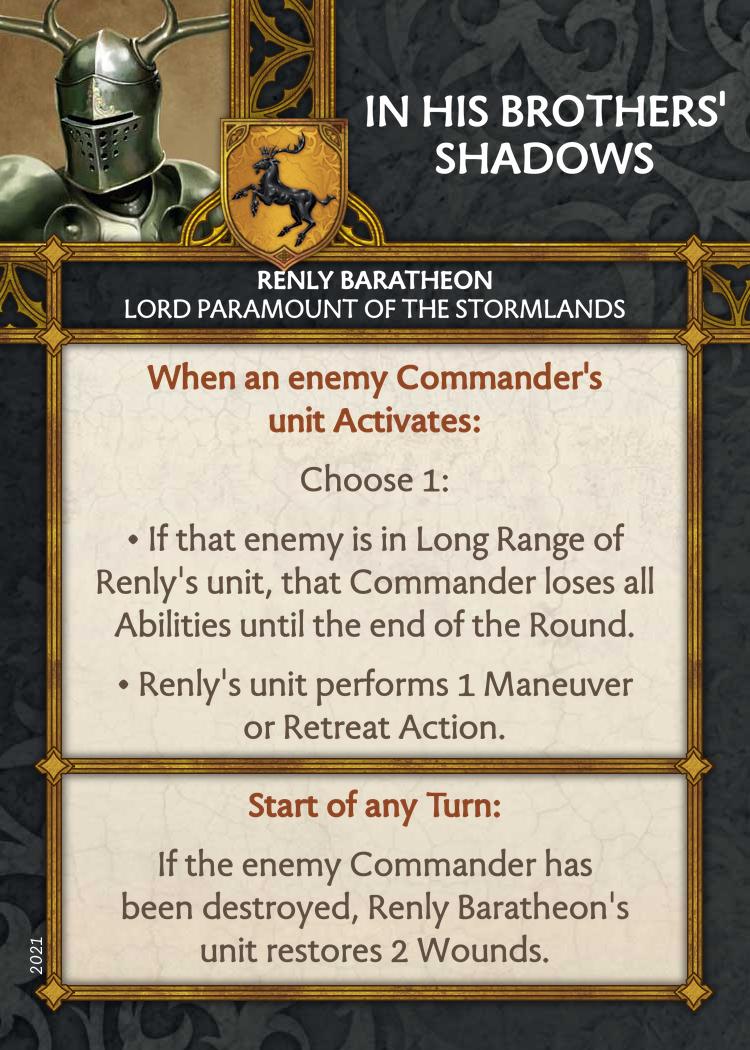 IN HIS BROTHERS'
SHADOWS
RENLY BARATHEON
LORD PARAMOUNT OF THE STORMLANDS
When an enemy Commander's
unit Activates:
Choose 1:
• If that enemy is in Long Range of
Renly's unit, that Commander loses all
Abilities until the end of the Round.
• Renly's unit performs 1 Maneuver
or Retreat Action.
Start of any Turn:
If the enemy Commander has
been destroyed, Renly Baratheon's
unit restores 2 Wounds.
2021